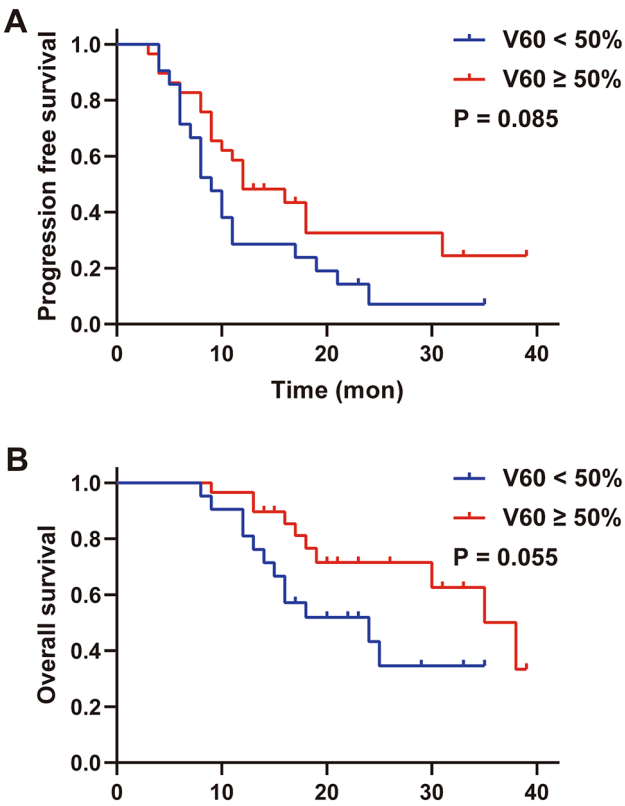 A
Progression free survival
1.0
0.8
0.6
0.4
0.2
0.0
0 10 20 30 40
Time (mon)
V60 < 50%
V60 ≥ 50%
P = 0.085
B
Overall survival
1.0
0.8
0.6
0.4
0.2
0.0
0 10 20 30 40
V60 < 50%
V60 ≥ 50%
P = 0.055